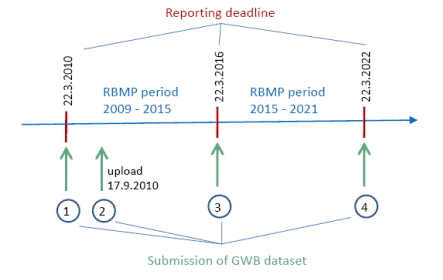 Reporting deadline
22.3.2010
22.3.2016
22.3.2022
RBMP period
2009 - 2015
RBMP period
2015 - 2021
upload
17.9.2010
1
2
3
4
Submission of GWB dataset